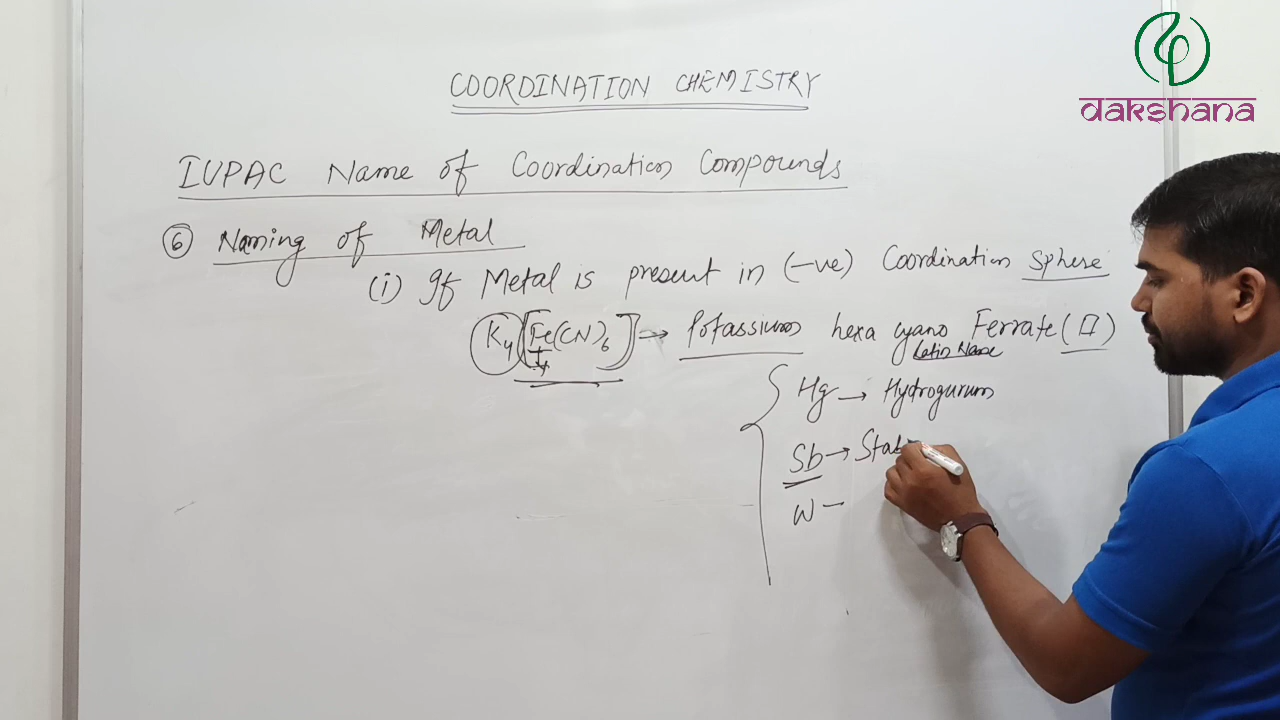 dakshana
COORDINATION CHEMISTRY
IUPAC Name of Coordination Compounds
⑥ Naming of Metal
(i) If Metal is present in (-ve) Coordination Sphere
K4[Fe(CN)6] → Potassium hexa cyano Ferrate (II)
Latin Name
Hg → Hydrogurum
Sb → Stab
W -